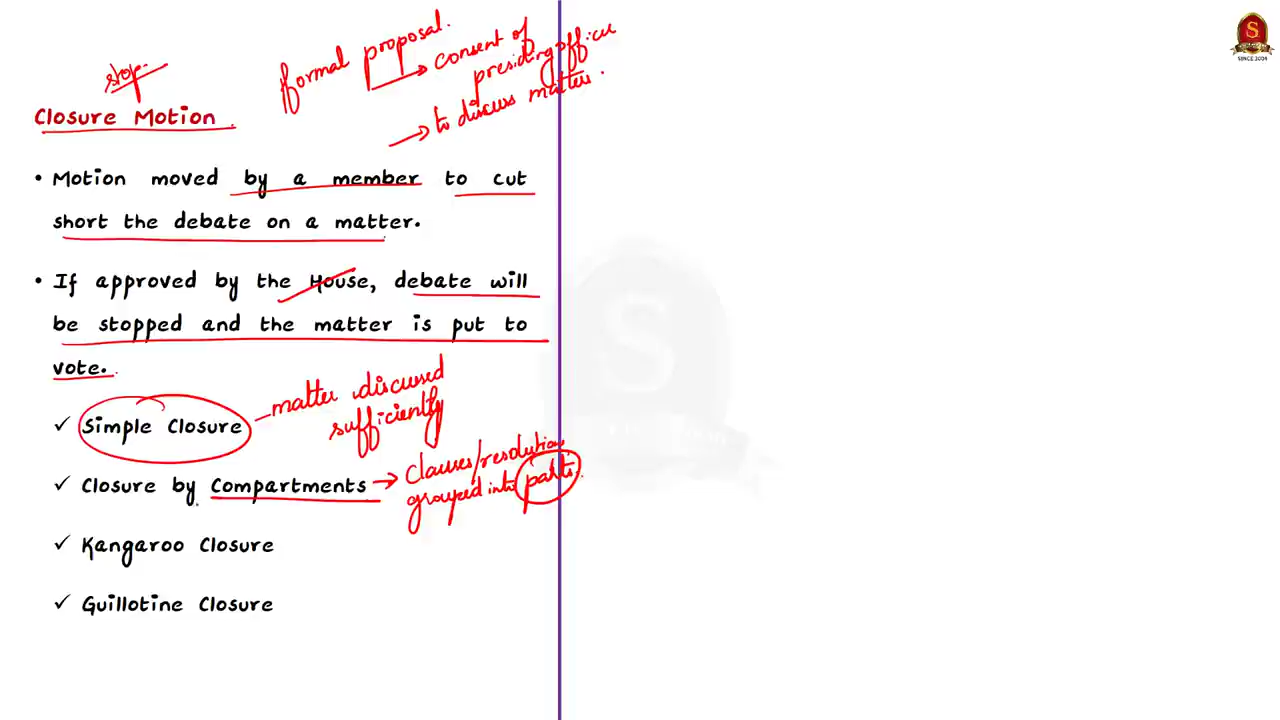 formal proposal.
→ consent of
presiding officer
→ to discuss matter.
stop.
Closure Motion
• Motion moved by a member to cut
short the debate on a matter.
• If approved by the House, debate will
be stopped and the matter is put to
vote.
✓ Simple Closure
matter discussed
sufficiently
✓ Closure by Compartments → clauses/resolution
grouped into parts.
✓ Kangaroo Closure
✓ Guillotine Closure
S
SINCE 2004